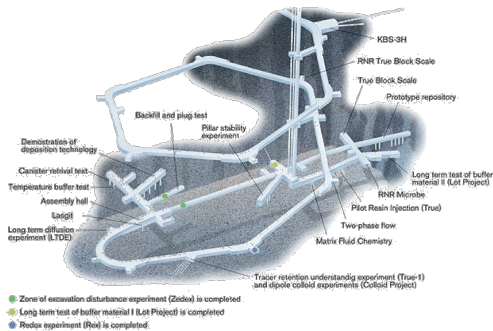 KBS-3H
RNR True Block Scale
True Block Scale
Prototype repository
Backfill and plug test
Pillar stability
experiment
Demostration of
deposition technology
Canister retrival test
Temperature buffer test
Assembly hall
Lasgit
Long term diffusion
experiment (LTDE)
Long term test of buffer
material II (Lot Project)
RNR Microbe
Pilot Resin Injection (True)
Two phase flow
Matrix Fluid Chemistry
Tracer retention understandig experiment (True-1)
and dipole colloid experiments (Colloid Project)
Zone of excavation disturbance experiment (Zedex) is completed
Long term test of buffer material I (Lot Project) is completed
Redox experiment (Rex) is completed